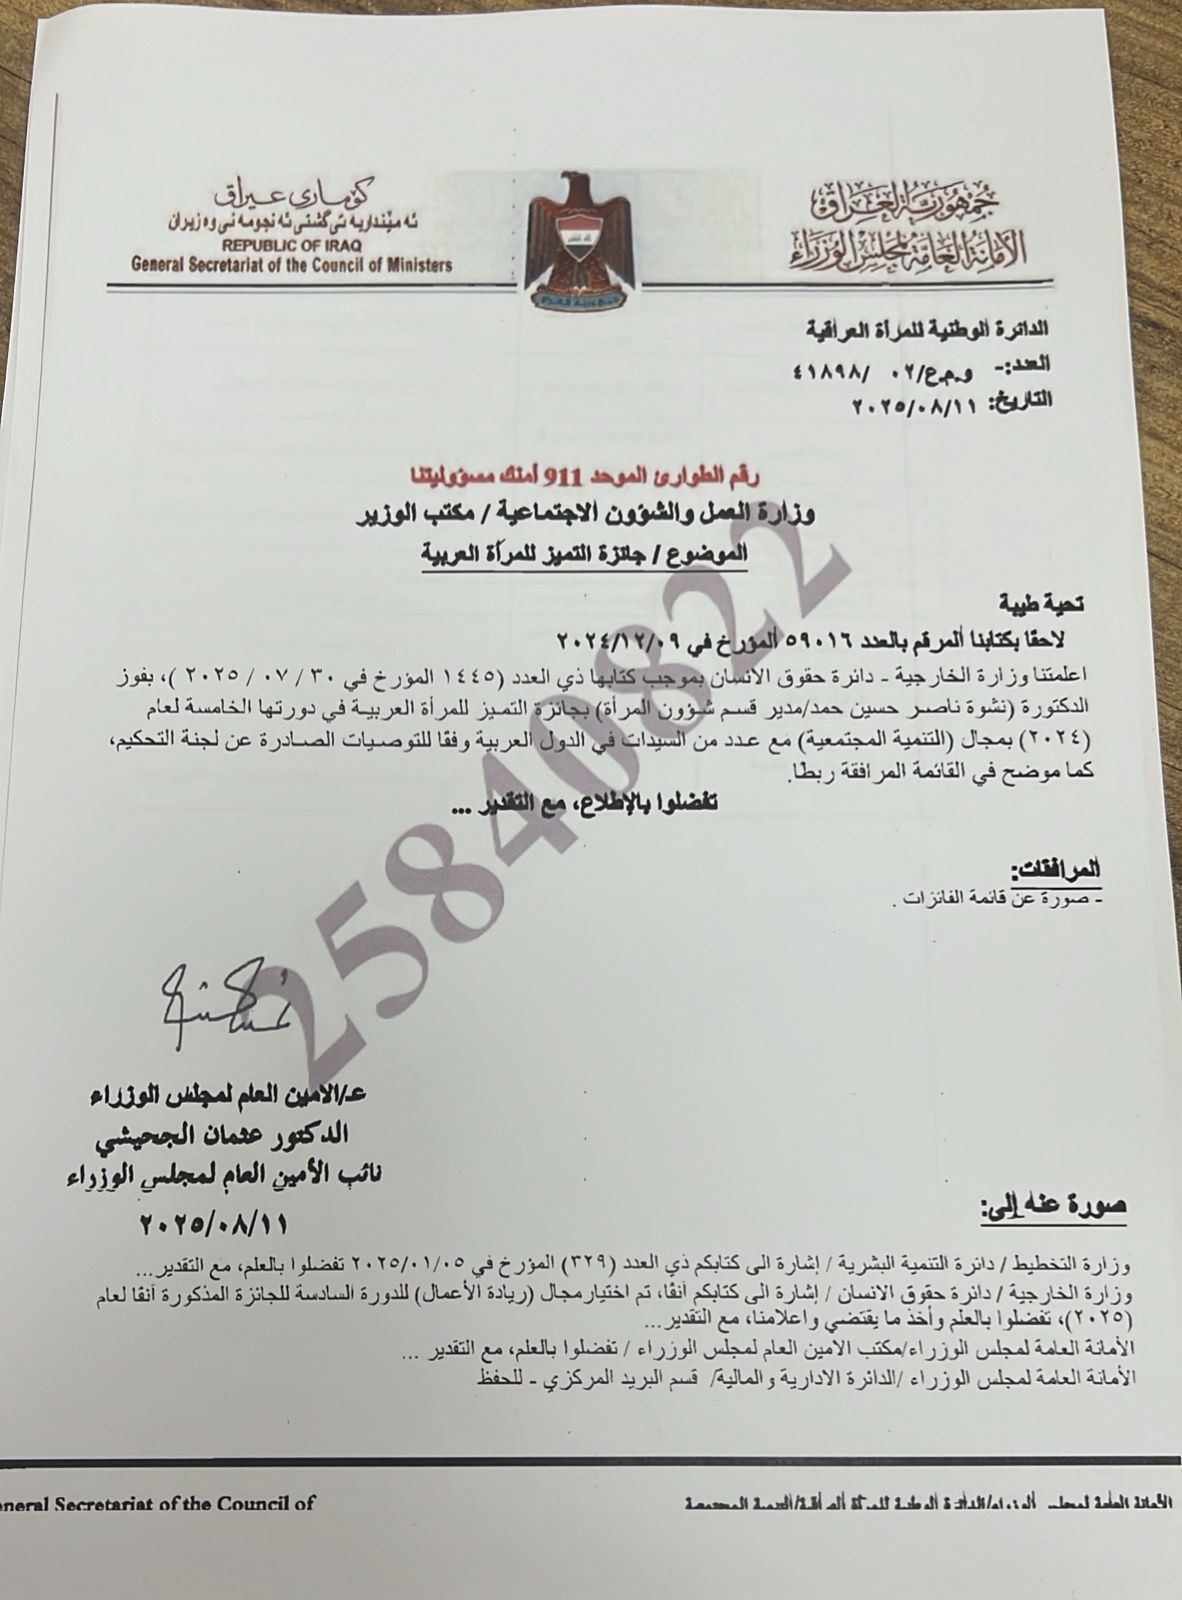 جمهورية العراق
الأمانة العامة لمجلس الوزراء
كۆماری عیراق
ئه مینداریه تی گشتی ئه نجومه نی وه زیران
REPUBLIC OF IRAQ
General Secretariat of the Council of Ministers
جمهورية العراق
الدائرة الوطنية للمرأة العراقية
العدد:- و.م.ع/٠٢ /٤١٨٩٨
التاريخ: ٢٠٢٥/٠٨/١١
رقم الطوارئ الموحد 911 أمنك مسؤوليتنا
وزارة العمل والشؤون الاجتماعية / مكتب الوزير
الموضوع / جائزة التميز للمرأة العربية
تحية طيبة
لاحقا بكتابنا المرقم بالعدد ٥٩٠١٦ المؤرخ في ٢٠٢٤/١٢/٠٩
اعلمتنا وزارة الخارجية - دائرة حقوق الانسان بموجب كتابها ذي العدد (١٤٤٥ المؤرخ في ٣٠ / ٠٧ / ٢٠٢٥ )، بفوز
الدكتورة (نشوة ناصر حسين حمد/مدير قسم شؤون المرأة) بجائزة التميز للمرأة العربية في دورتها الخامسة لعام
(٢٠٢٤) بمجال (التنمية المجتمعية) مع عدد من السيدات في الدول العربية وفقا للتوصيات الصادرة عن لجنة التحكيم،
كما موضح في القائمة المرافقة ربطا.
تفضلوا بالإطلاع، مع التقدير ...
25840822
المرافقات:
- صورة عن قائمة الفائزات .
عـ/الامين العام لمجلس الوزراء
الدكتور عثمان الجحيشي
نائب الأمين العام لمجلس الوزراء
٢٠٢٥/٠٨/١١
صورة عنه إلى:
وزارة التخطيط / دائرة التنمية البشرية / إشارة الى كتابكم ذي العدد (٣٢٩) المؤرخ في ٢٠٢٥/٠١/٠٥ تفضلوا بالعلم، مع التقدير...
وزارة الخارجية / دائرة حقوق الانسان / إشارة الى كتابكم آنفًا، تم اختيارمجال (ريادة الأعمال) للدورة السادسة للجائزة المذكورة آنفًا لعام
(٢٠٢٥)، تفضلوا بالعلم وأخذ ما يقتضي واعلامنا، مع التقدير...
الأمانة العامة لمجلس الوزراء/مكتب الامين العام لمجلس الوزراء / تفضلوا بالعلم، مع التقدير ...
الأمانة العامة لمجلس الوزراء /الدائرة الادارية والمالية/ قسم البريد المركزي - للحفظ
الأمانة العامة لمجلس الوزراء/الدائرة الوطنية للمرأة العراقية/التنمية المجتمعية
eneral Secretariat of the Council of